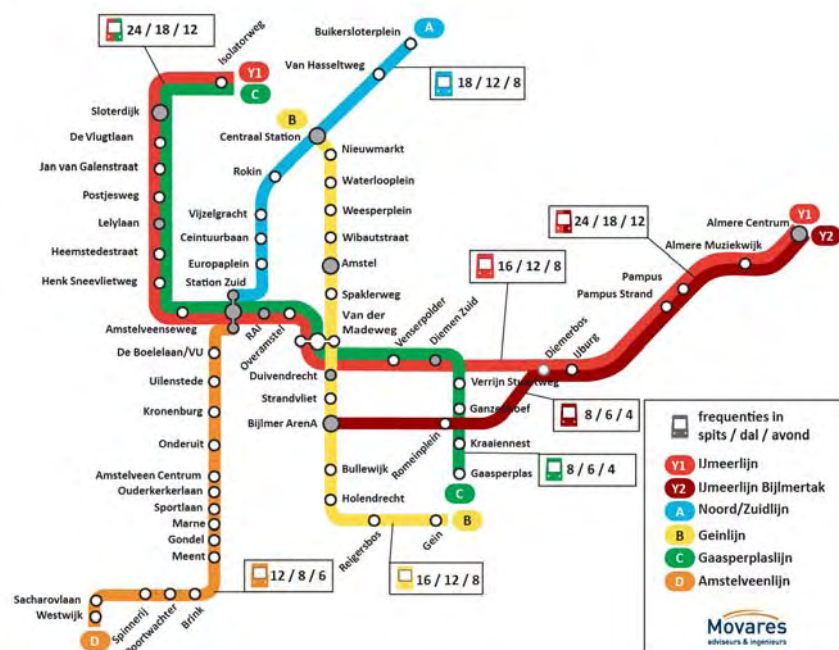 24 / 18 / 12
Isolatorweg
Y1
C
Sloterdijk
De Vlugtlaan
Jan van Galenstraat
Postjesweg
Lelylaan
Heemstedestraat
Henk Sneevlietweg
Amstelveenseweg
Buikersloterplein
A
Van Hasseltweg
18 / 12 / 8
B
Centraal Station
Rokin
Vijzelgracht
Ceintuurbaan
Europaplein
Station Zuid
RAI
Overamstel
Nieuwmarkt
Waterlooplein
Weesperplein
Wibautstraat
Amstel
Spaklerweg
Van der
Madeweg
Duivendrecht
Strandvliet
Bijlmer ArenA
Bullewijk
Holendrecht
Reigersbos
Gein
B
16 / 12 / 8
Venserpolder
Diemen Zuid
16 / 12 / 8
24 / 18 / 12
Almere Centrum
Y1
Y2
Almere Muziekwijk
Pampus
Pampus Strand
Diemerbos
IJburg
Verrijn Stuartweg
Ganzenhoef
Kraaiennest
Gaasperplas
C
Romeinplein
8 / 6 / 4
8 / 6 / 4
De Boelelaan/VU
Uilenstede
Kronenburg
Onderuit
Amstelveen Centrum
Ouderkerkerlaan
Sportlaan
Marne
Gondel
Meent
12 / 8 / 6
Sacharovlaan
Westwijk
D
Spinnerij
Poortwachter
Brink
frequenties in
spits / dal / avond
Y1 IJmeerlijn
Y2 IJmeerlijn Bijlmertak
A Noord/Zuidlijn
B Geinlijn
C Gaasperplaslijn
D Amstelveenlijn
Movares
adviseurs & ingenieurs